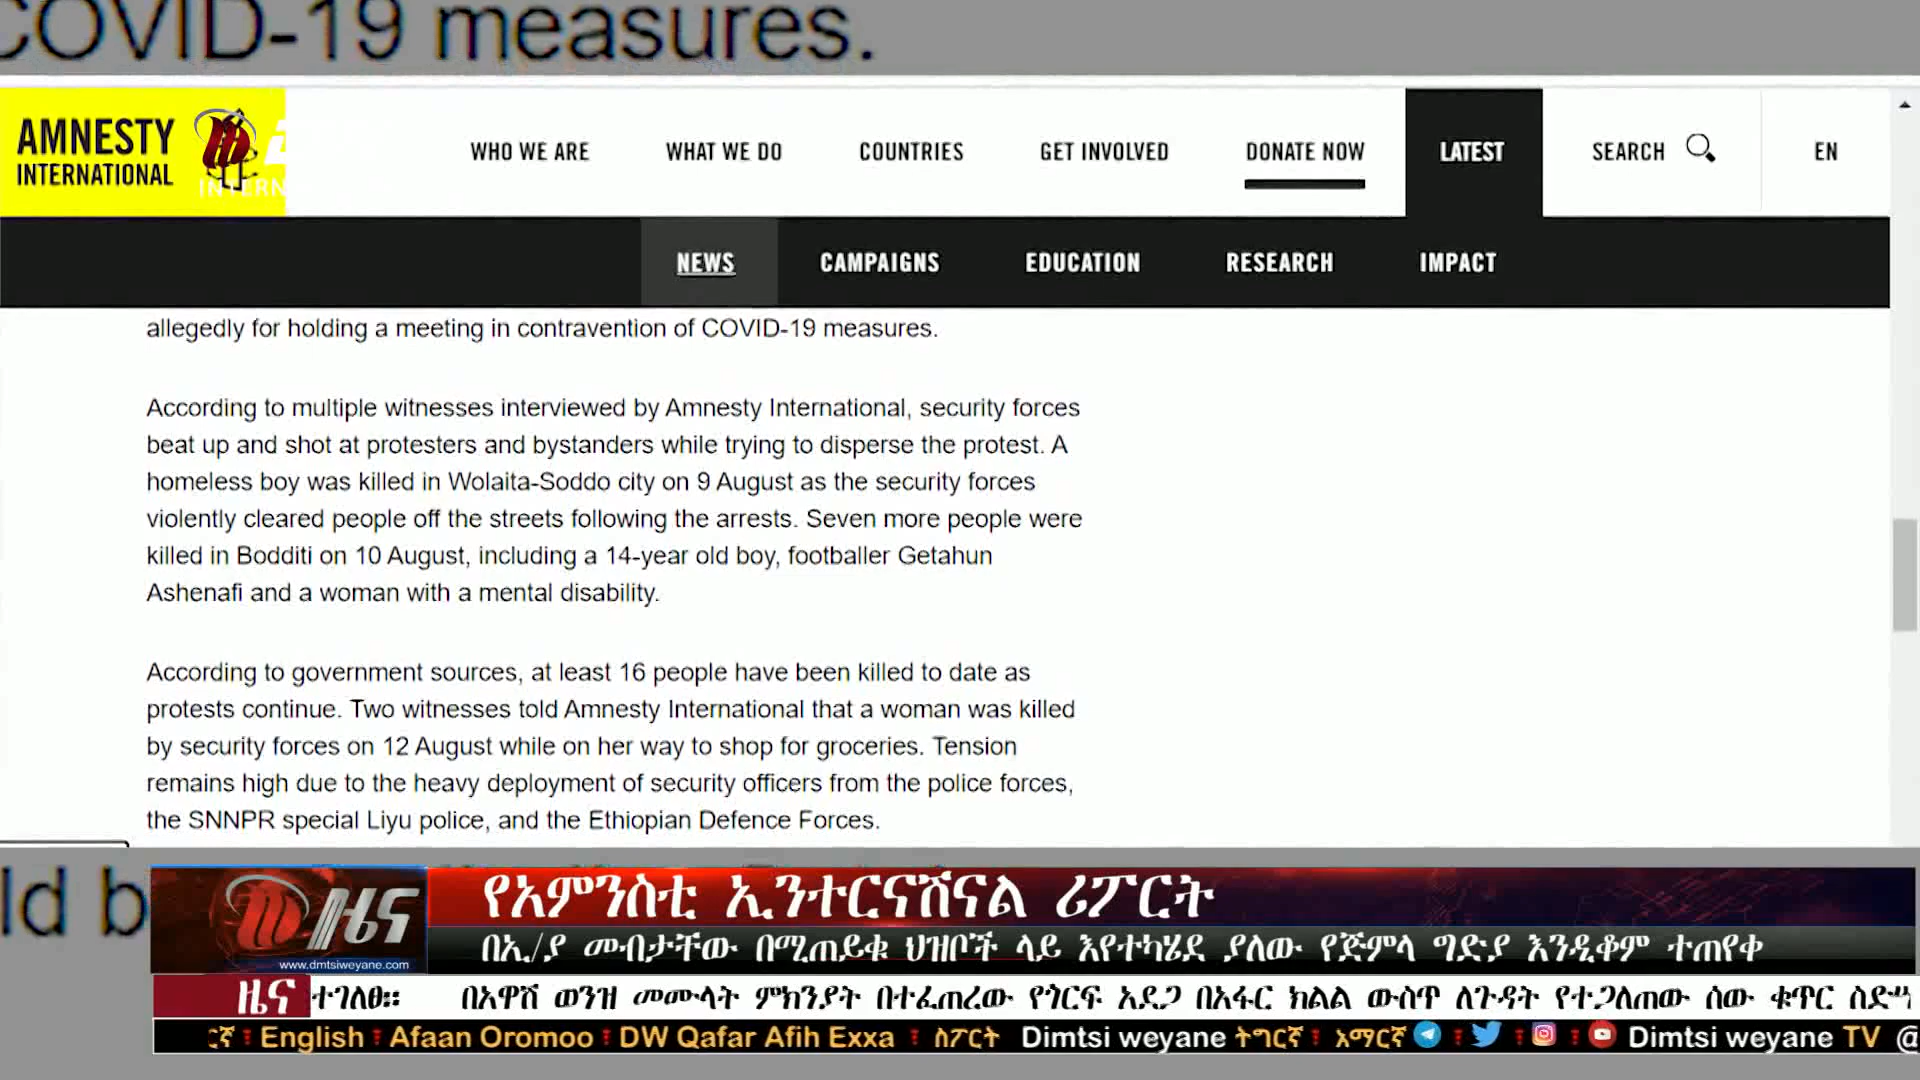 COVID-19 measures.
AMNESTY
INTERNATIONAL
WHO WE ARE
WHAT WE DO
COUNTRIES
GET INVOLVED
DONATE NOW
LATEST
SEARCH
EN
NEWS
CAMPAIGNS
EDUCATION
RESEARCH
IMPACT
allegedly for holding a meeting in contravention of COVID-19 measures.
According to multiple witnesses interviewed by Amnesty International, security forces
beat up and shot at protesters and bystanders while trying to disperse the protest. A
homeless boy was killed in Wolaita-Soddo city on 9 August as the security forces
violently cleared people off the streets following the arrests. Seven more people were
killed in Bodditi on 10 August, including a 14-year old boy, footballer Getahun
Ashenafi and a woman with a mental disability.
According to government sources, at least 16 people have been killed to date as
protests continue. Two witnesses told Amnesty International that a woman was killed
by security forces on 12 August while on her way to shop for groceries. Tension
remains high due to the heavy deployment of security officers from the police forces,
the SNNPR special Liyu police, and the Ethiopian Defence Forces.
ld b
ዜና
www.dmtsiweyane.com
የአምንስቲ ኢንተርናሽናል ሪፖርት
በኢ/ያ መብታቸው በሚጠይቁ ህዝቦች ላይ እየተካሄደ ያለው የጅምላ ግድያ እንዲቆም ተጠየቀ
ዜና ተገለፀ፡፡ በአዋሽ ወንዝ መሙላት ምክንያት በተፈጠረው የጎርፍ አደጋ በአፋር ክልል ውስጥ ለጉዳት የተጋለጠው ሰው ቁጥር
English Afaan Oromoo DW Qafar Afih Exxa ስፖርት Dimtsi weyane ትግርኛ አማርኛ Dimtsi weyane TV @